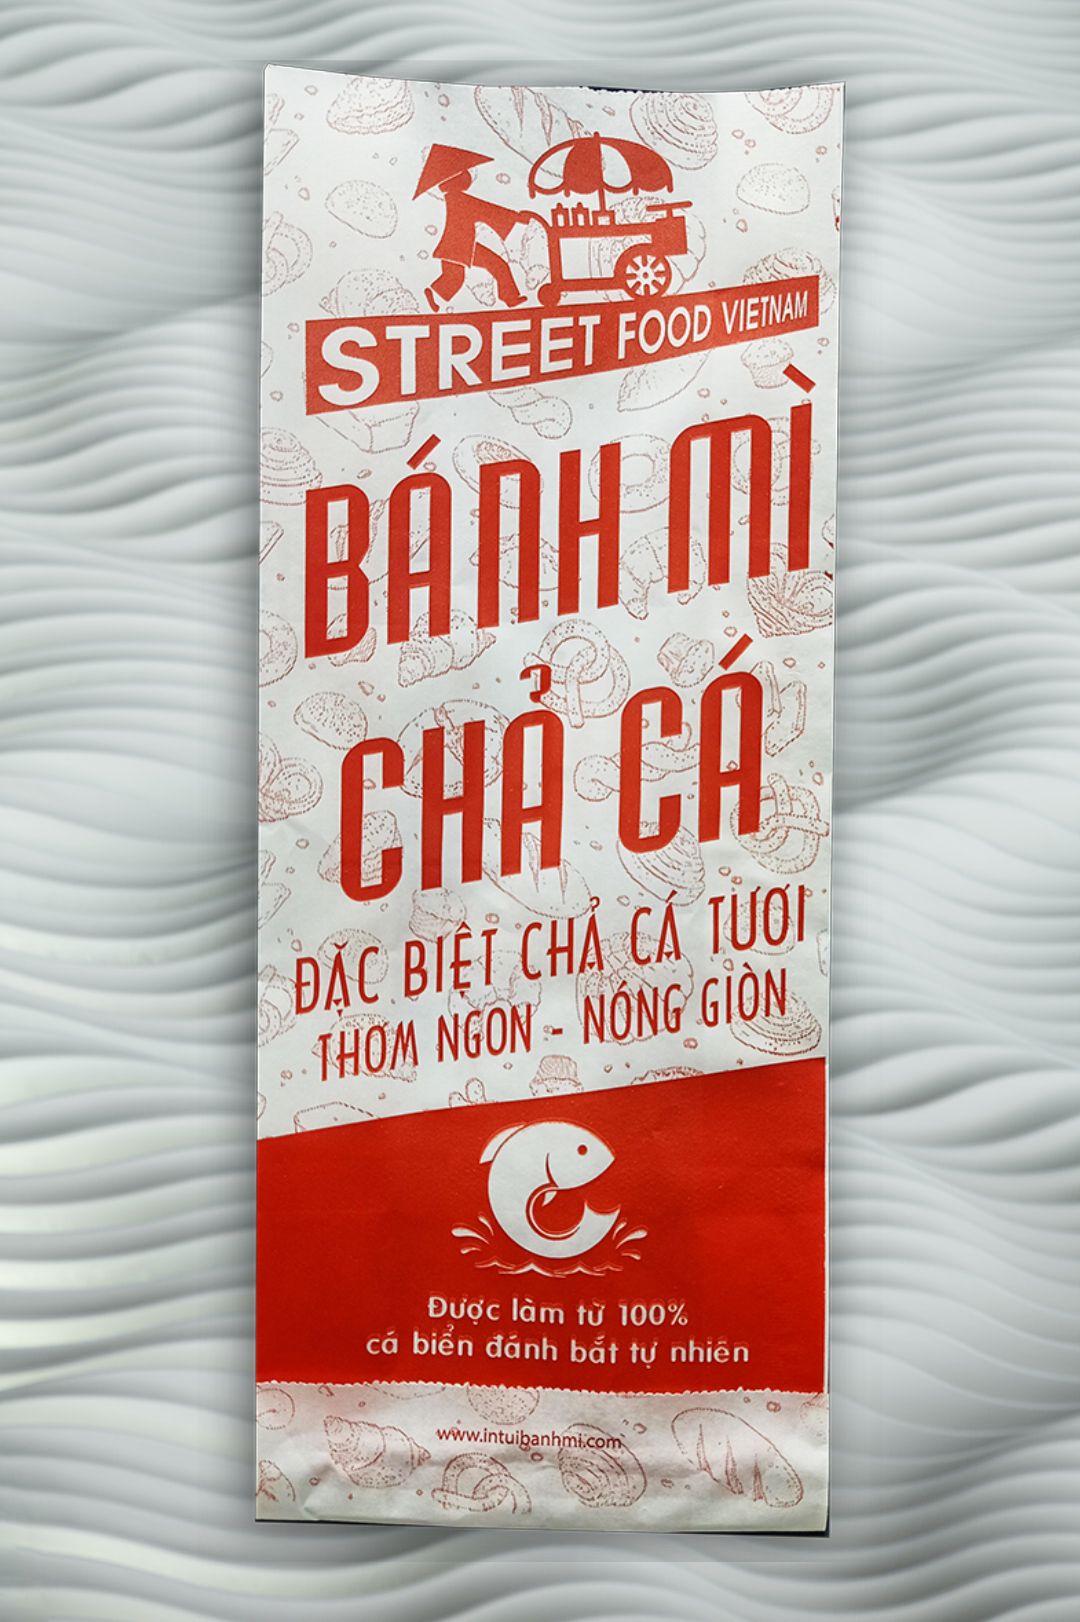 STREET FOOD VIETNAM
BÁNH MÌ
CHẢ CÁ
ĐẶC BIỆT CHẢ CÁ TƯƠI
THƠM NGON - NÓNG GIÒN
Được làm từ 100%
cá biển đánh bắt tự nhiên
www.intuibanhmi.com